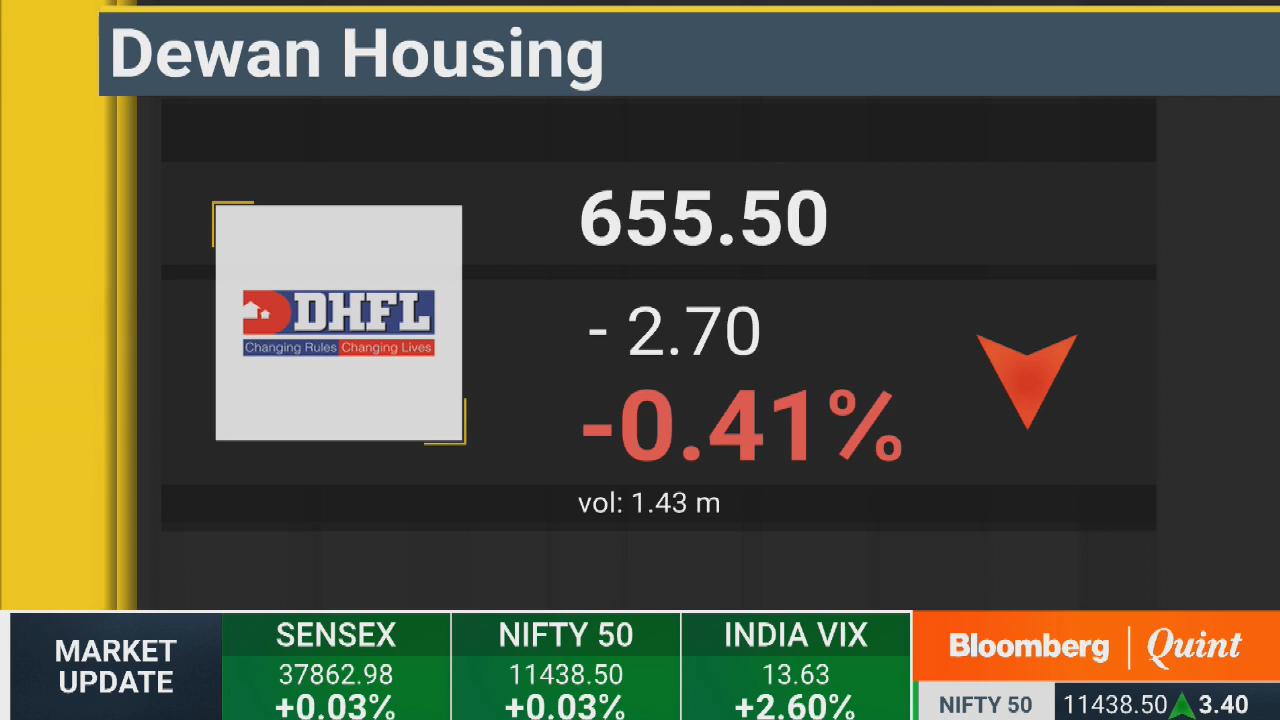 Dewan Housing
655.50
- 2.70
-0.41%
vol: 1.43 m
DHFL
Changing Rules Changing Lives
MARKET UPDATE
SENSEX
37862.98
+0.03%
NIFTY 50
11438.50
+0.03%
INDIA VIX
13.63
+2.60%
Bloomberg | Quint
NIFTY 50 11438.50 3.40